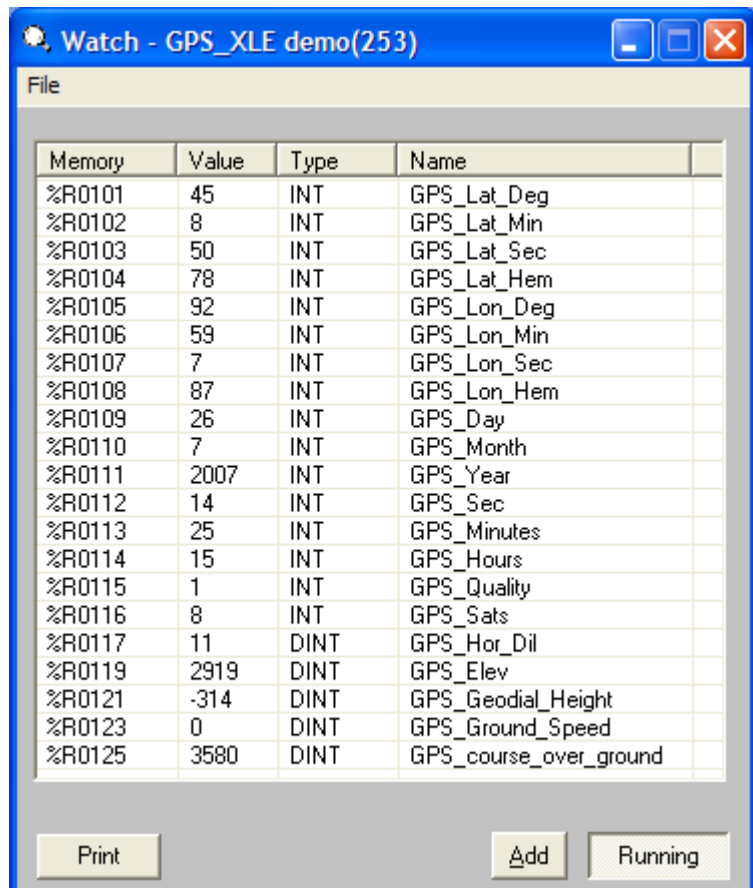 Watch - GPS_XLE demo(253)
File
Memory Value Type Name
%R0101 45 INT GPS_Lat_Deg
%R0102 8 INT GPS_Lat_Min
%R0103 50 INT GPS_Lat_Sec
%R0104 78 INT GPS_Lat_Hem
%R0105 92 INT GPS_Lon_Deg
%R0106 59 INT GPS_Lon_Min
%R0107 7 INT GPS_Lon_Sec
%R0108 87 INT GPS_Lon_Hem
%R0109 26 INT GPS_Day
%R0110 7 INT GPS_Month
%R0111 2007 INT GPS_Year
%R0112 14 INT GPS_Sec
%R0113 25 INT GPS_Minutes
%R0114 15 INT GPS_Hours
%R0115 1 INT GPS_Quality
%R0116 8 INT GPS_Sats
%R0117 11 DINT GPS_Hor_Dil
%R0119 2919 DINT GPS_Elev
%R0121 -314 DINT GPS_Geodial_Height
%R0123 0 DINT GPS_Ground_Speed
%R0125 3580 DINT GPS_course_over_ground
Print Add Running